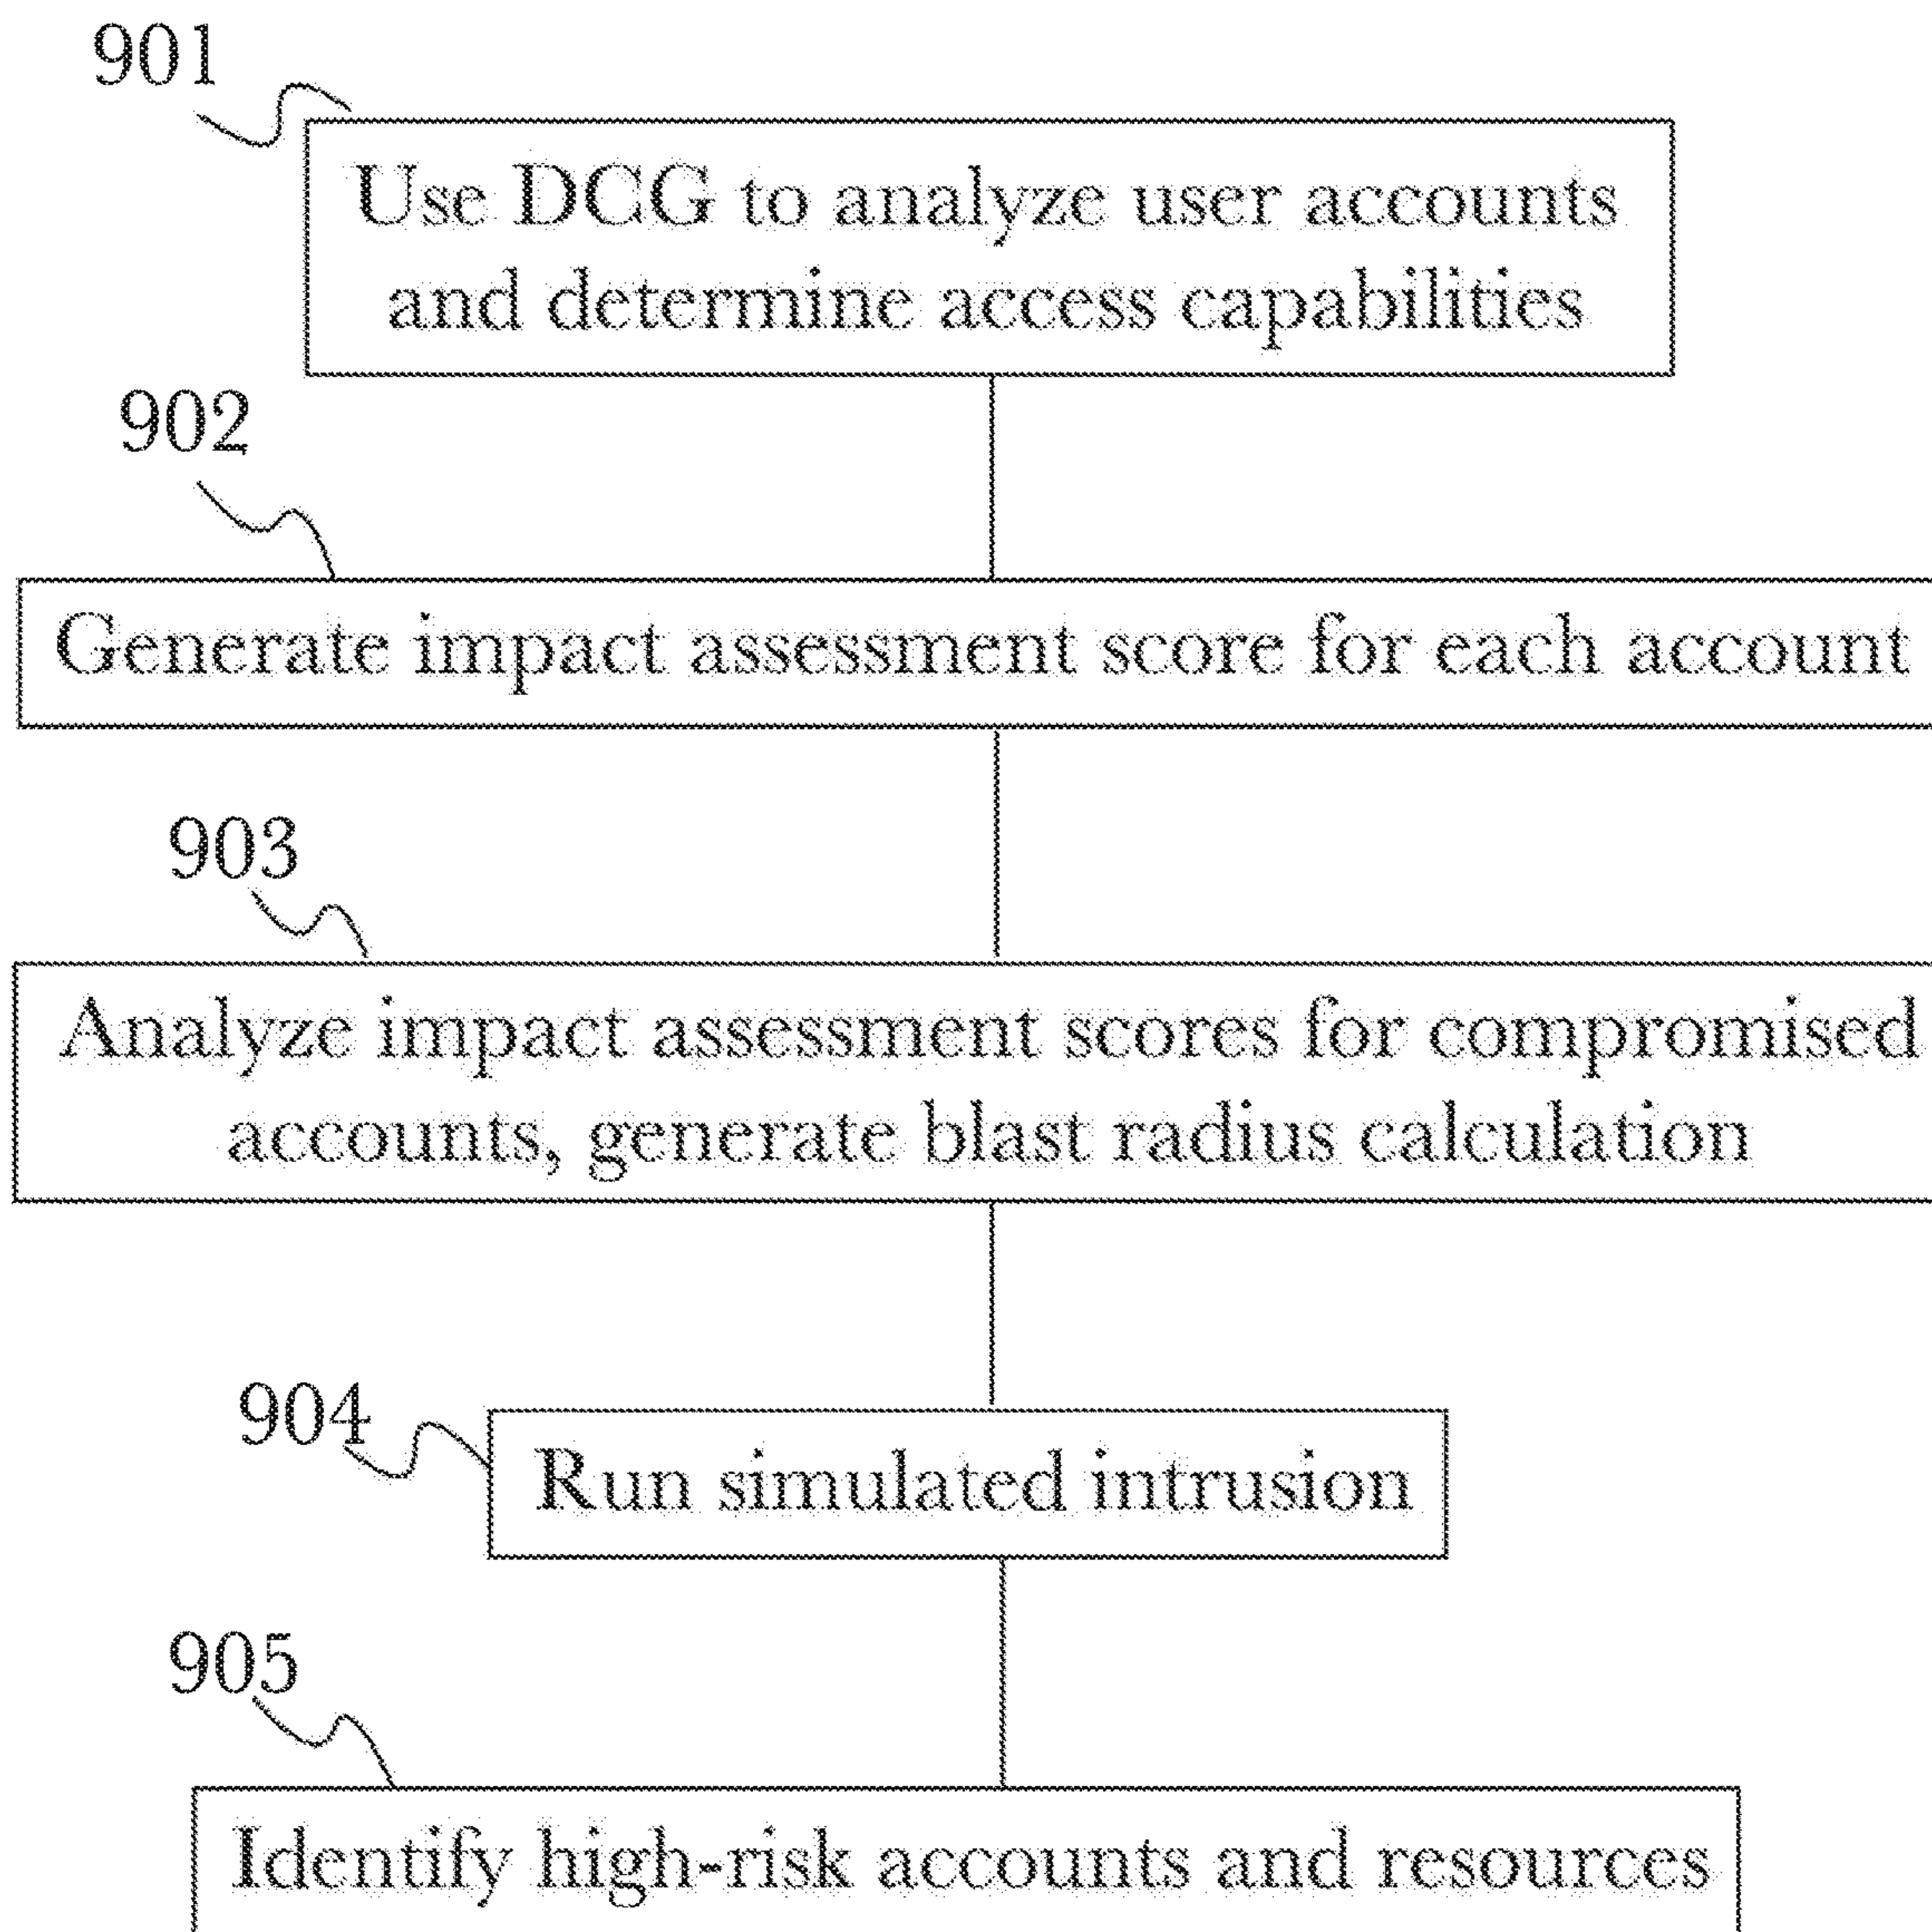 901
Use DCG to analyze user accounts
and determine access capabilities
902
Generate impact assessment score for each account
903
Analyze impact assessment scores for compromised
accounts, generate blast radius calculation
904
Run simulated intrusion
905
Identify high-risk accounts and resources